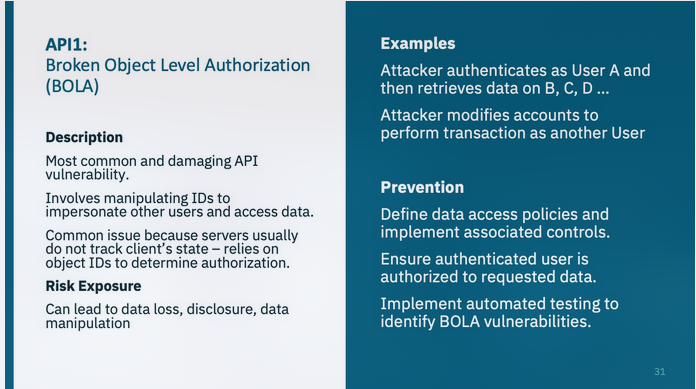 API1:
Broken Object Level Authorization
(BOLA)
Description
Most common and damaging API
vulnerability.
Involves manipulating IDs to
impersonate other users and access data.
Common issue because servers usually
do not track client's state – relies on
object IDs to determine authorization.
Risk Exposure
Can lead to data loss, disclosure, data
manipulation
Examples
Attacker authenticates as User A and
then retrieves data on B, C, D ...
Attacker modifies accounts to
perform transaction as another User
Prevention
Define data access policies and
implement associated controls.
Ensure authenticated user is
authorized to requested data.
Implement automated testing to
identify BOLA vulnerabilities.
31